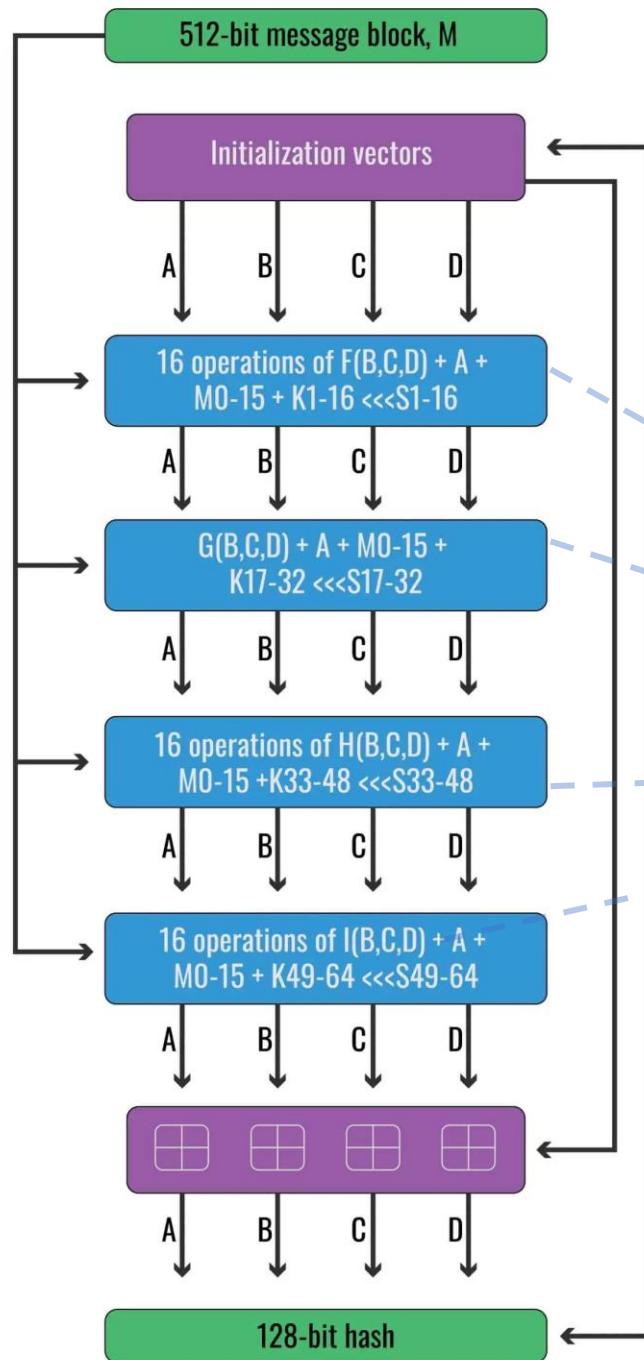 512-bit message block, M
Initialization vectors
A B C D
16 operations of F(B,C,D) + A +
M0-15 + K1-16 <<<S1-16
A B C D
G(B,C,D) + A + M0-15 +
K17-32 <<<S17-32
A B C D
16 operations of H(B,C,D) + A +
M0-15 +K33-48 <<<S33-48
A B C D
16 operations of I(B,C,D) + A +
M0-15 + K49-64 <<<S49-64
A B C D
A B C D
128-bit hash